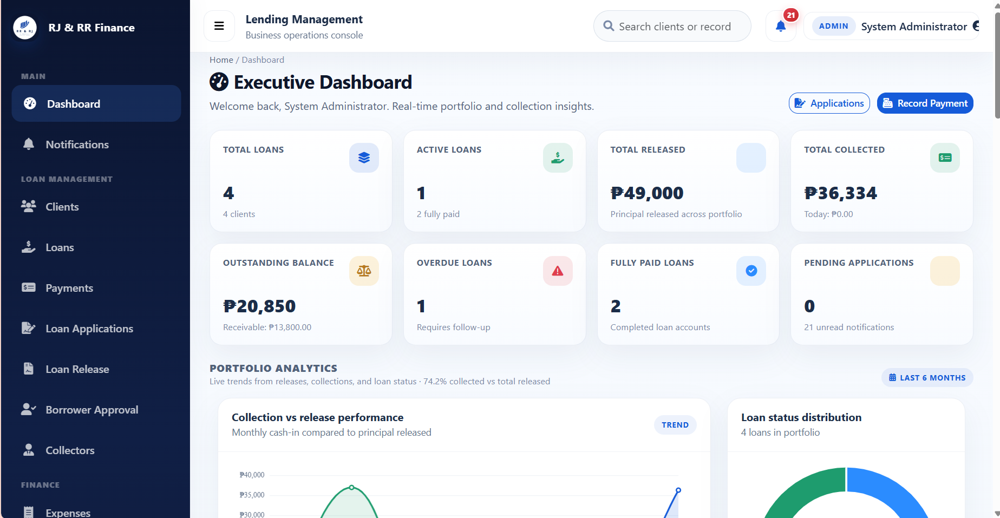 RJ & RR Finance
MAIN
Dashboard
Notifications
LOAN MANAGEMENT
Clients
Loans
Payments
Loan Applications
Loan Release
Borrower Approval
Collectors
FINANCE
Expenses
Lending Management
Business operations console
Search clients or record
21
ADMIN System Administrator
Home / Dashboard
Executive Dashboard
Welcome back, System Administrator. Real-time portfolio and collection insights.
Applications
Record Payment
TOTAL LOANS
4
4 clients
ACTIVE LOANS
1
2 fully paid
TOTAL RELEASED
₱49,000
Principal released across portfolio
TOTAL COLLECTED
₱36,334
Today: ₱0.00
OUTSTANDING BALANCE
₱20,850
Receivable: ₱13,800.00
OVERDUE LOANS
1
Requires follow-up
FULLY PAID LOANS
2
Completed loan accounts
PENDING APPLICATIONS
0
21 unread notifications
PORTFOLIO ANALYTICS
Live trends from releases, collections, and loan status · 74.2% collected vs total released
LAST 6 MONTHS
Collection vs release performance
Monthly cash-in compared to principal released
TREND
₱40,000
₱35,000
₱30,000
Loan status distribution
4 loans in portfolio